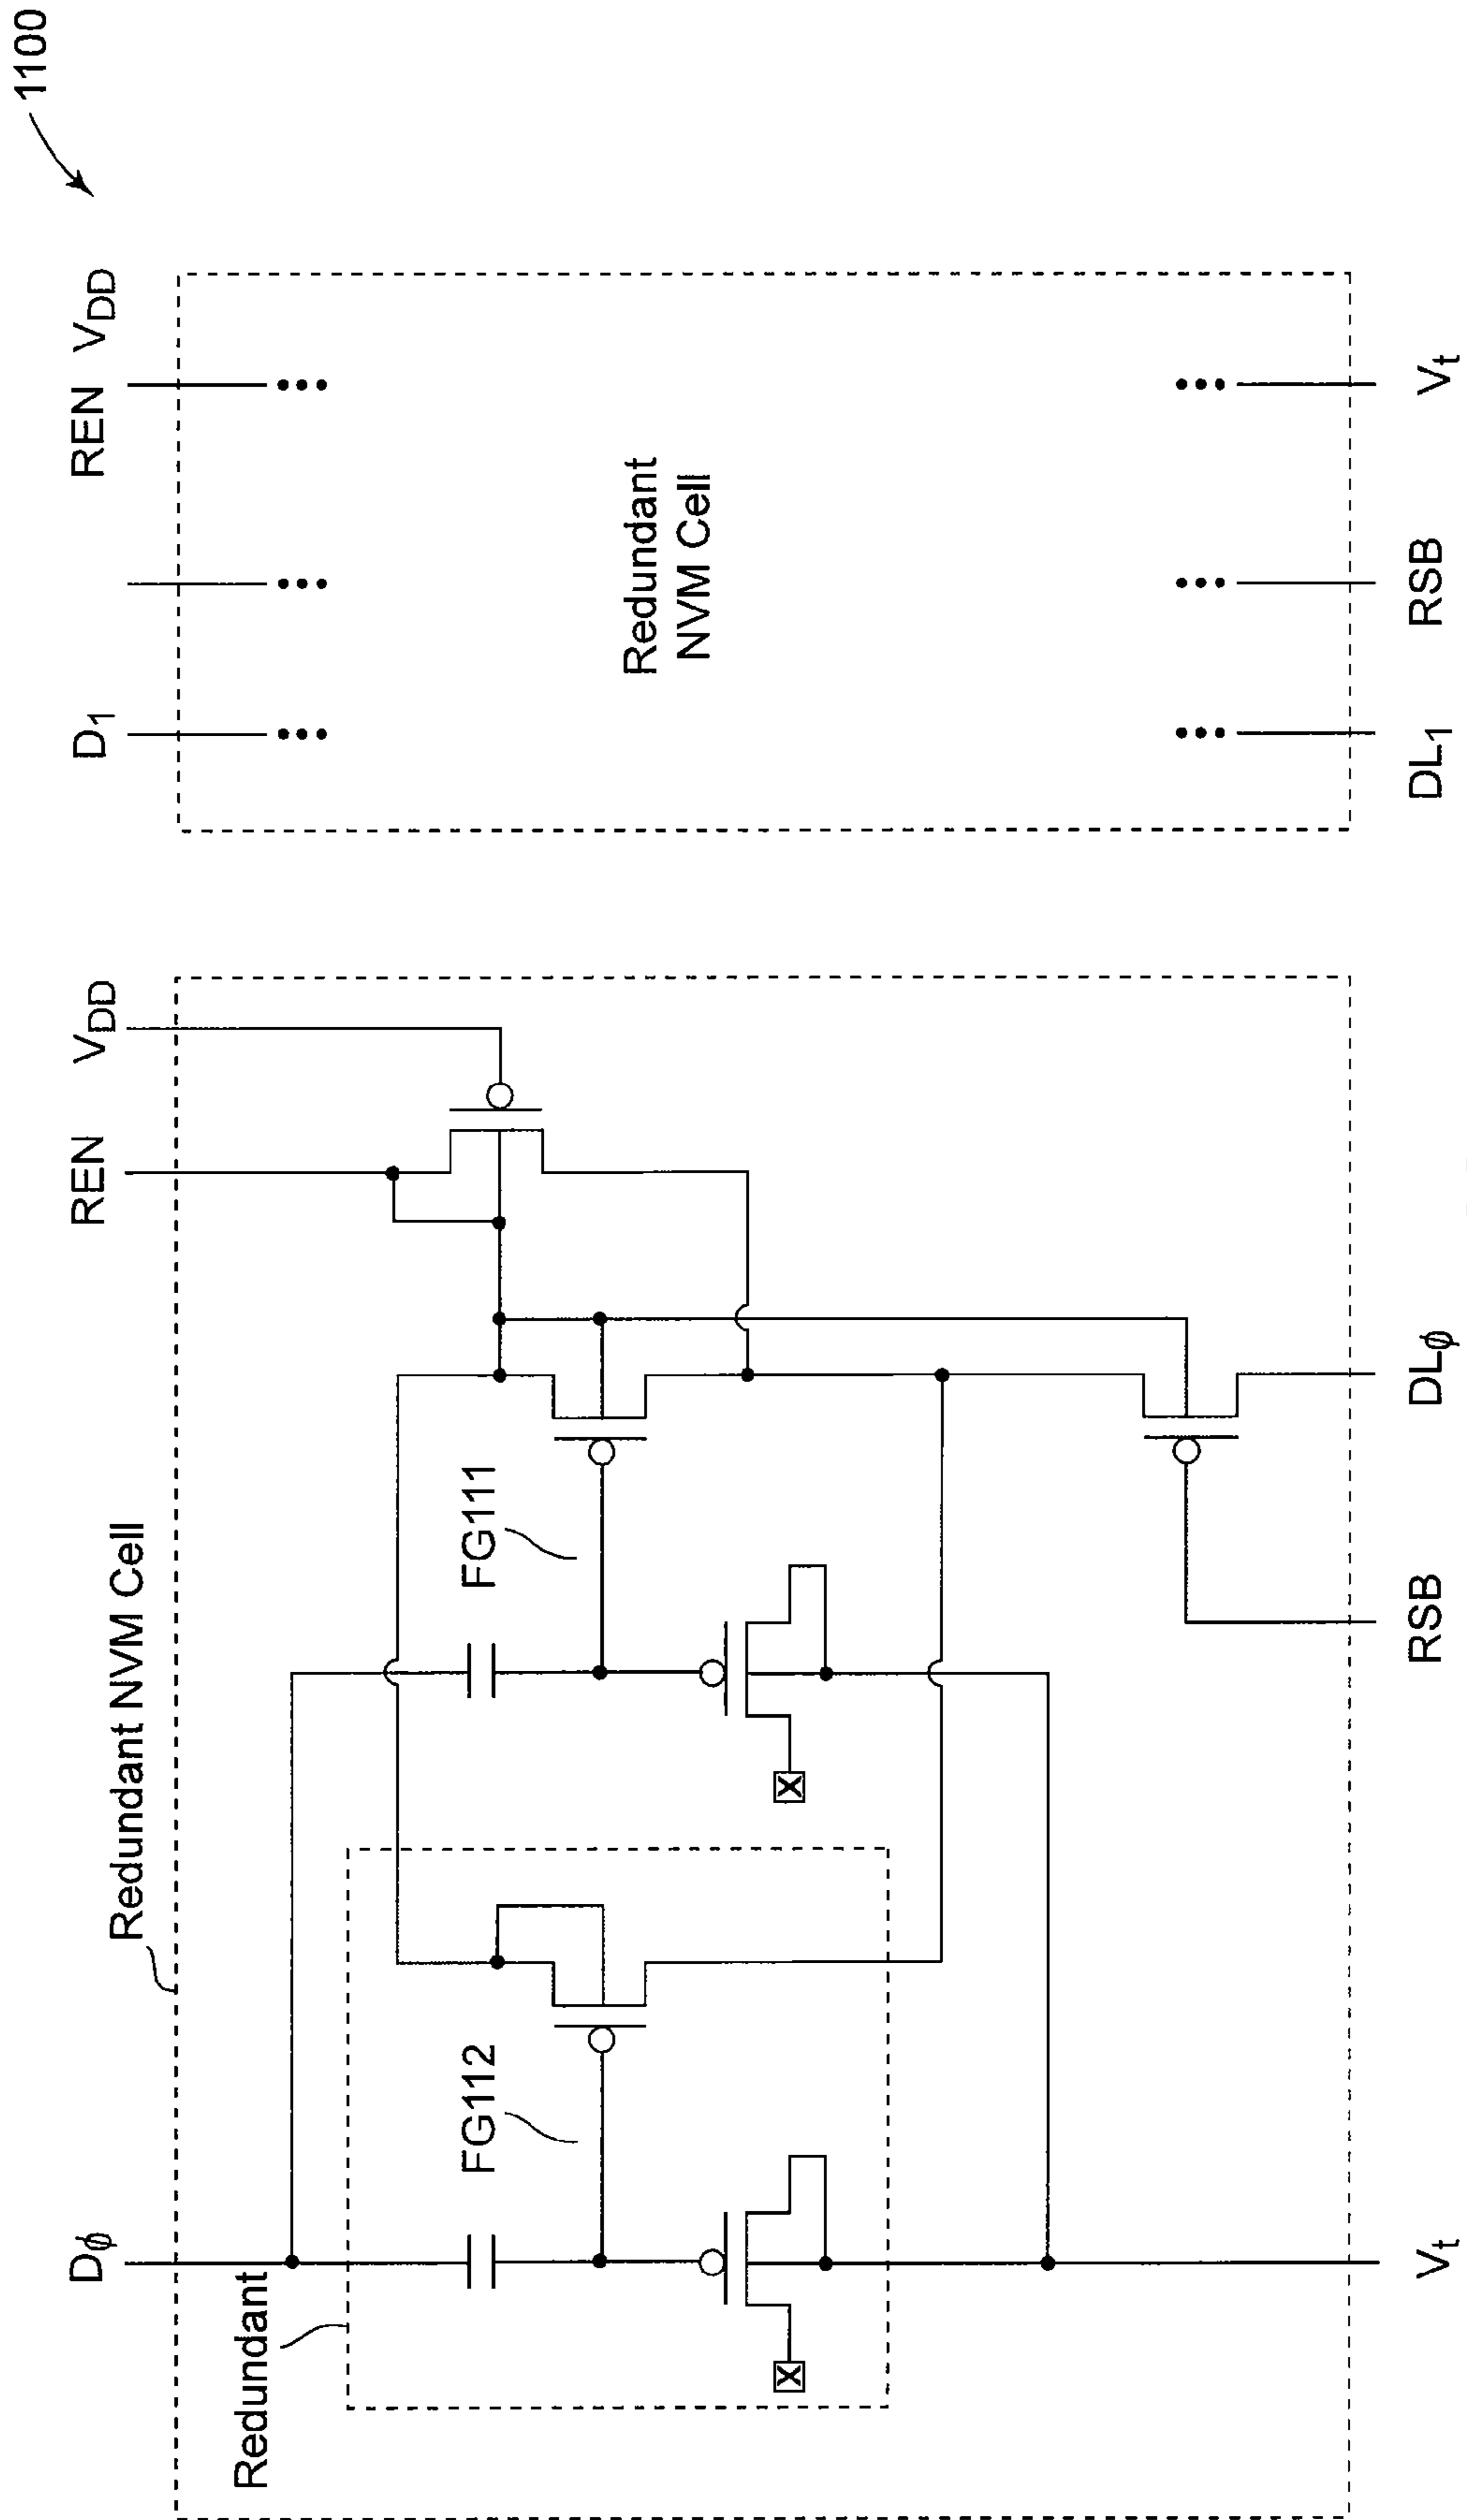 1100
Dϕ
REN
VDD
D1
REN
VDD
Redundant NVM Cell
Redundant
FG112
FG111
Redundant
NVM Cell
X
X
Vt
RSB
DLϕ
DL1
RSB
Vt